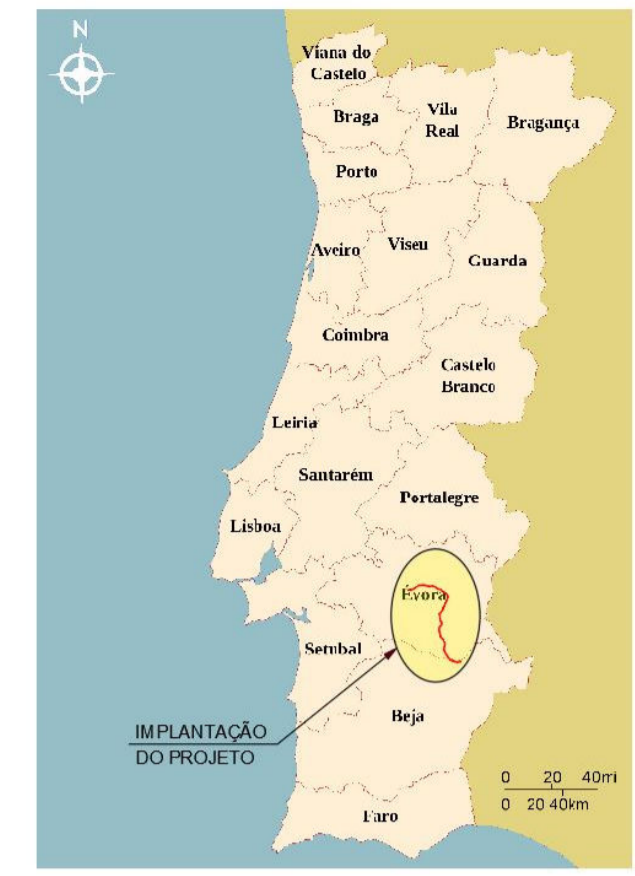 N
Viana do
Castelo
Braga
Vila
Real
Bragança
Porto
Aveiro
Viseu
Guarda
Coimbra
Castelo
Branco
Leiria
Santarém
Portalegre
Lisboa
Évora
Setubal
Beja
IMPLANTAÇÃO
DO PROJETO
0 20 40mi
0 20 40km
Faro